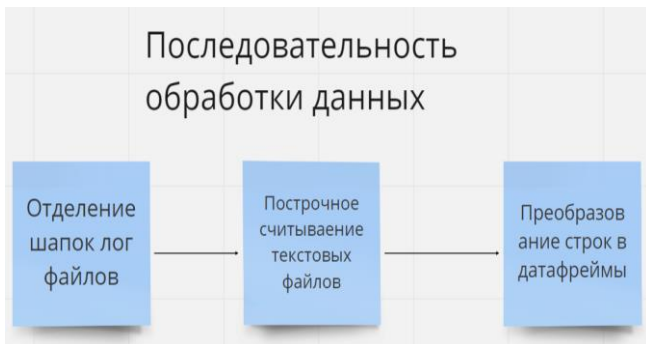 Последовательность
обработки данных
Отделение
шапок лог
файлов
Построчное
считываение
текстовых
файлов
Преобразов
ание строк в
датафреймы